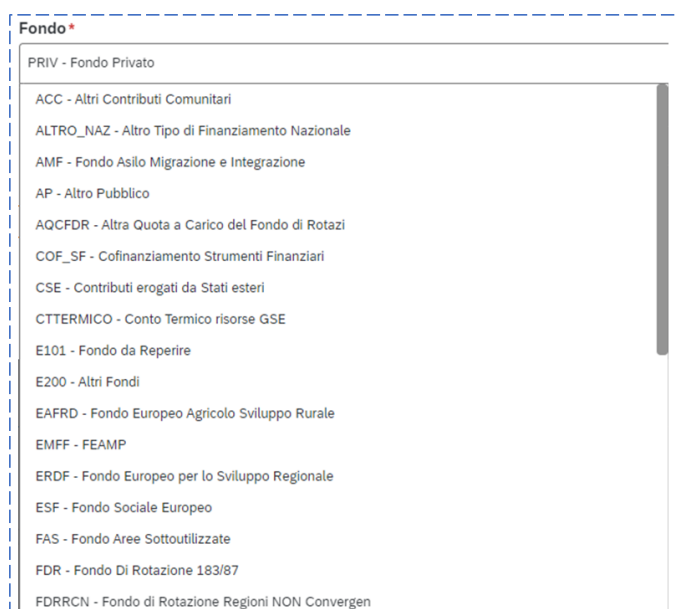 Fondo*
PRIV - Fondo Privato
ACC - Altri Contributi Comunitari
ALTRO_NAZ - Altro Tipo di Finanziamento Nazionale
AMF - Fondo Asilo Migrazione e Integrazione
AP - Altro Pubblico
AQCFDR - Altra Quota a Carico del Fondo di Rotazi
COF_SF - Cofinanziamento Strumenti Finanziari
CSE - Contributi erogati da Stati esteri
CTTERMICO - Conto Termico risorse GSE
E101 - Fondo da Reperire
E200 - Altri Fondi
EAFRD - Fondo Europeo Agricolo Sviluppo Rurale
EMFF - FEAMP
ERDF - Fondo Europeo per lo Sviluppo Regionale
ESF - Fondo Sociale Europeo
FAS - Fondo Aree Sottoutilizzate
FDR - Fondo Di Rotazione 183/87
FDRRCN - Fondo di Rotazione Regioni NON Convergen